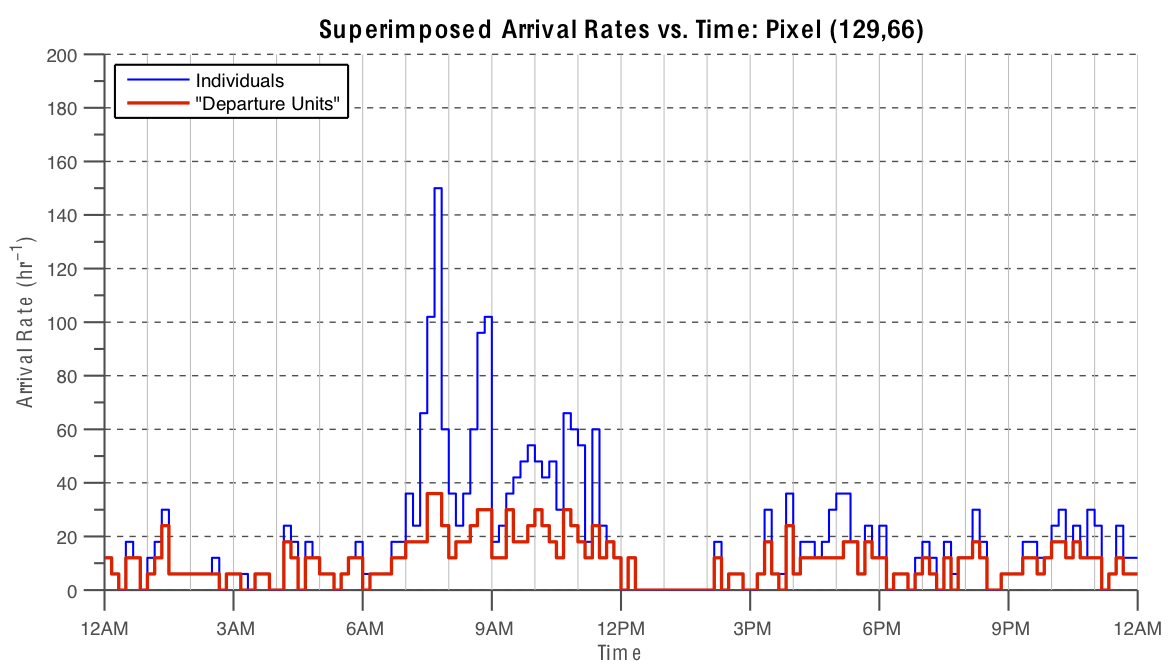 Superimposed Arrival Rates vs. Time: Pixel (129,66)
Individuals
"Departure Units"
200
180
160
140
120
100
80
60
40
20
0
Arrival Rate (hr⁻¹)
12AM 3AM 6AM 9AM 12PM 3PM 6PM 9PM 12AM
Time